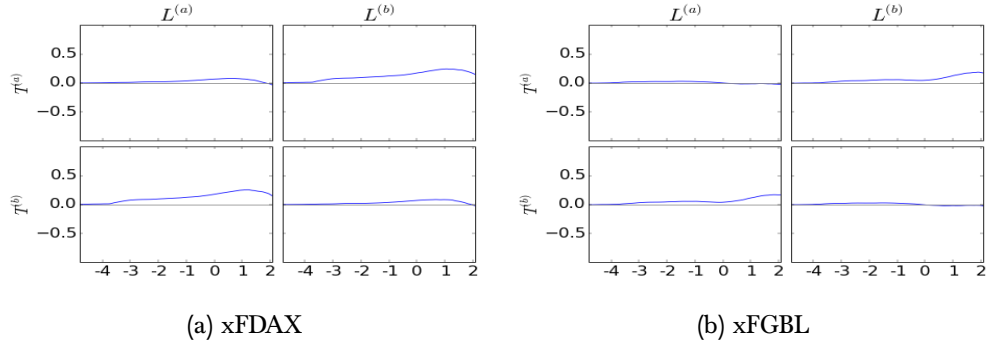 L^(a) L^(b) L^(a) L^(b)
T^(a) 0.5 0.0 −0.5 T^(a) 0.5 0.0 −0.5
T^(b) 0.5 0.0 −0.5 T^(b) 0.5 0.0 −0.5
-4 -3 -2 -1 0 1 2 -4 -3 -2 -1 0 1 2 -4 -3 -2 -1 0 1 2 -4 -3 -2 -1 0 1 2
(a) xFDAX (b) xFGBL